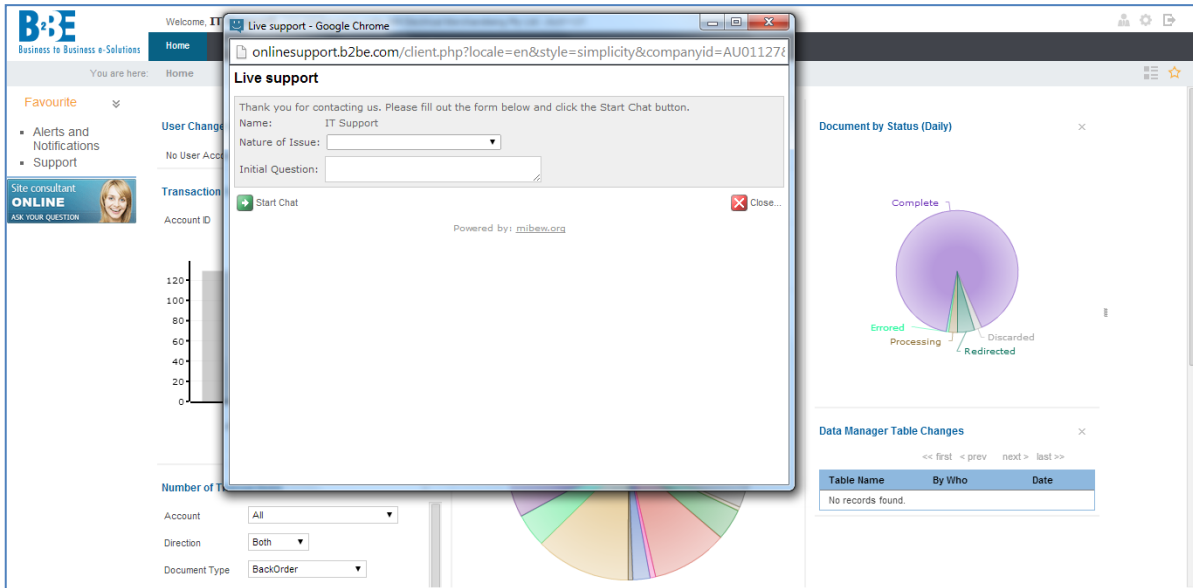 B2BE
Business to Business e-Solutions
Welcome, IT
Home
You are here: Home
Favourite
Alerts and
Notifications
Support
Site consultant
ONLINE
ASK YOUR QUESTION
User Change
No User Acc
Transaction
Account ID
120
100
80
60
40
20
0
Number of T
Account All
Direction Both
Document Type BackOrder
Live support - Google Chrome
onlinesupport.b2be.com/client.php?locale=en&style=simplicity&companyid=AU011278
Live support
Thank you for contacting us. Please fill out the form below and click the Start Chat button.
Name: IT Support
Nature of Issue:
Initial Question:
Start Chat
Close...
Powered by: mibew.org
Document by Status (Daily)
Complete
Errored
Processing
Discarded
Redirected
Data Manager Table Changes
<< first < prev next > last >>
Table Name By Who Date
No records found.